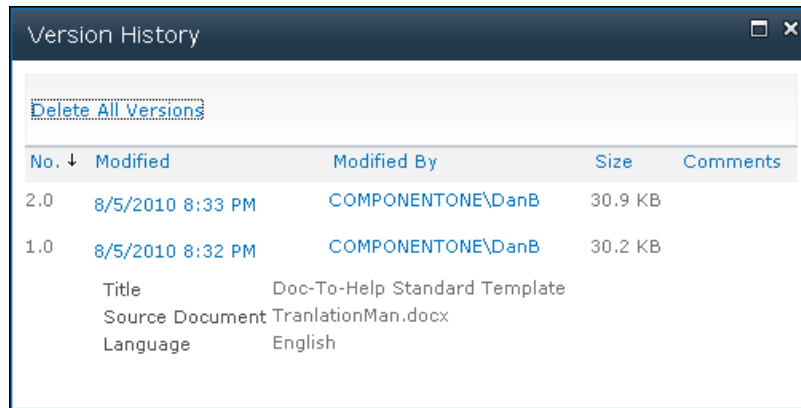 Version History
Delete All Versions
No. ↓ Modified Modified By Size Comments
2.0 8/5/2010 8:33 PM COMPONENTONE\DanB 30.9 KB
1.0 8/5/2010 8:32 PM COMPONENTONE\DanB 30.2 KB
Title Doc-To-Help Standard Template
Source Document TranlationMan.docx
Language English